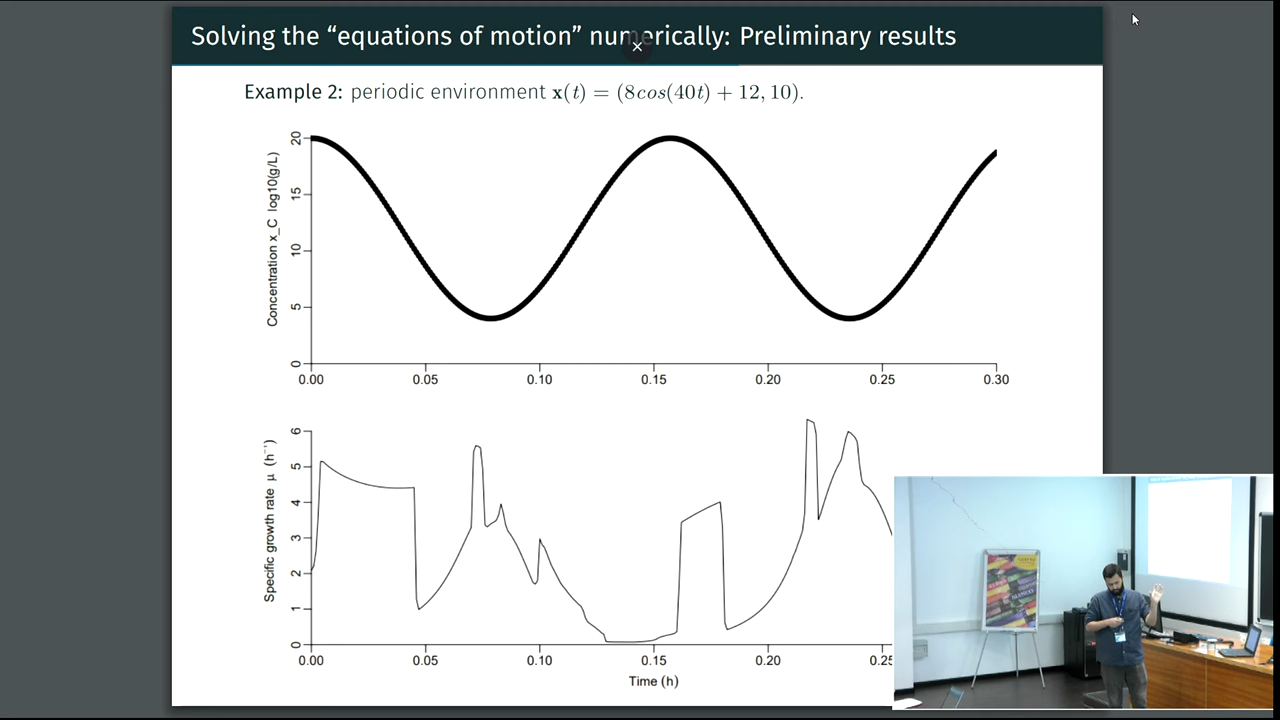 Solving the “equations of motion” numerically: Preliminary results
Example 2: periodic environment x(t) = (8cos(40t) + 12, 10).
Concentration x_C log10(g/L)
20
15
10
5
0
0.00 0.05 0.10 0.15 0.20 0.25 0.30
Specific growth rate μ (h⁻¹)
6
5
4
3
2
1
0
0.00 0.05 0.10 0.15 0.20 0.25
Time (h)